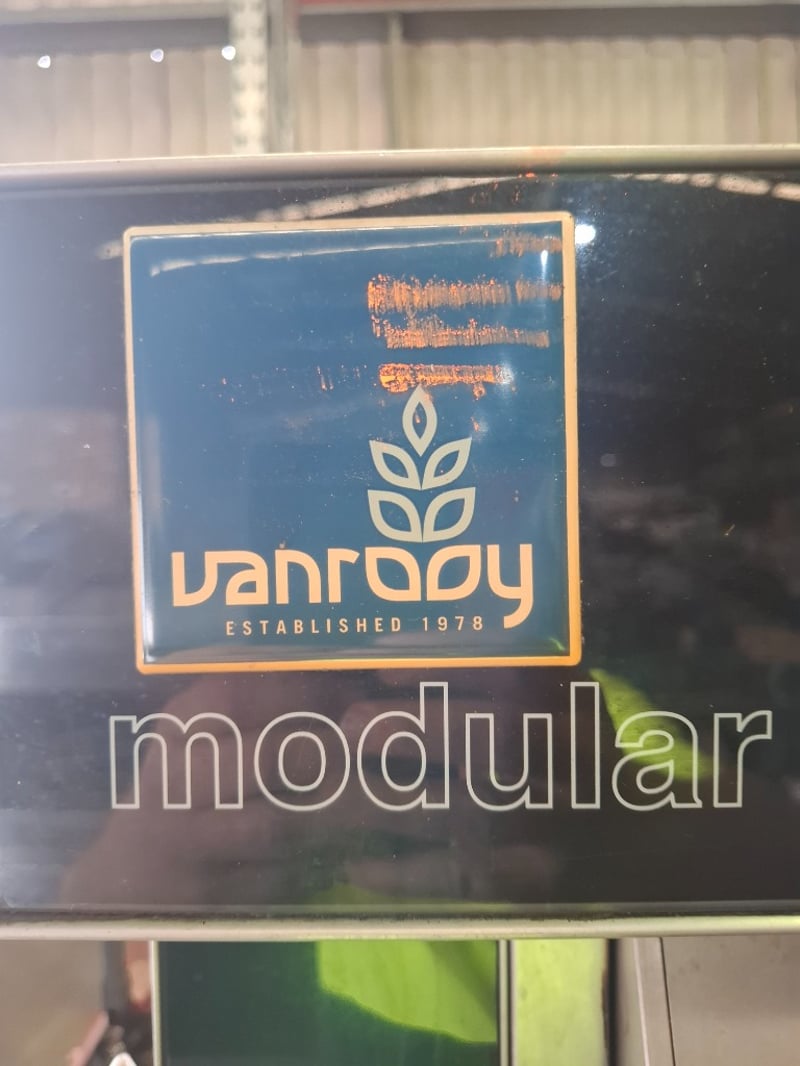 vanrooy
ESTABLISHED 1978
modular